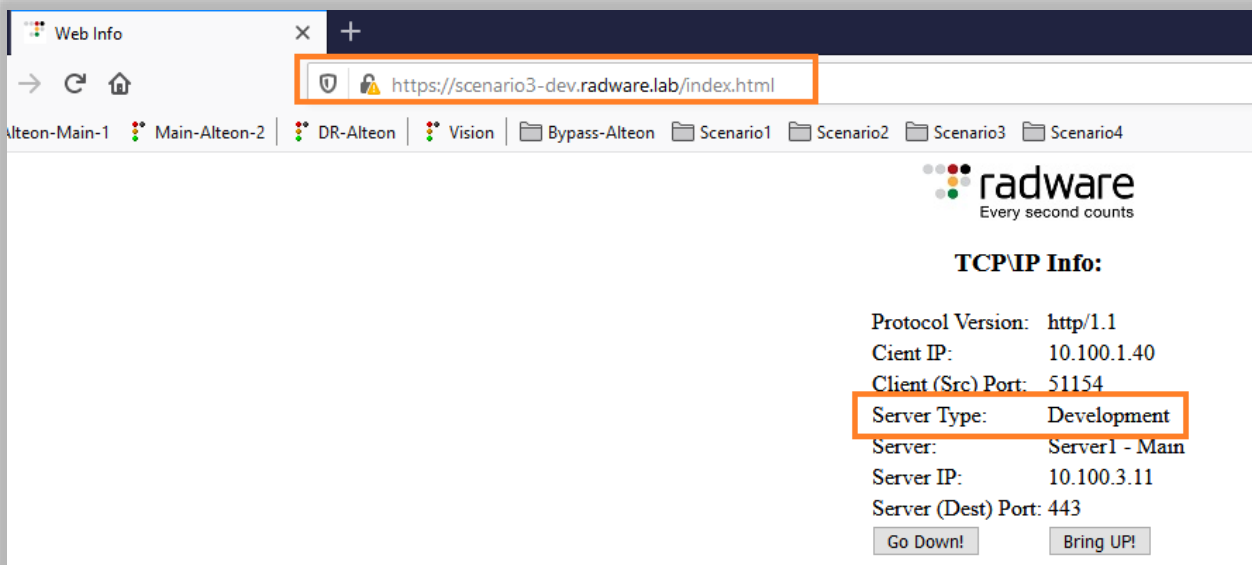 Web Info
https://scenario3-dev.radware.lab/index.html
Alteon-Main-1 Main-Alteon-2 DR-Alteon Vision Bypass-Alteon Scenario1 Scenario2 Scenario3 Scenario4
radware
Every second counts
TCP\IP Info:
Protocol Version: http/1.1
Cient IP: 10.100.1.40
Client (Src) Port: 51154
Server Type: Development
Server: Server1 - Main
Server IP: 10.100.3.11
Server (Dest) Port: 443
Go Down! Bring UP!